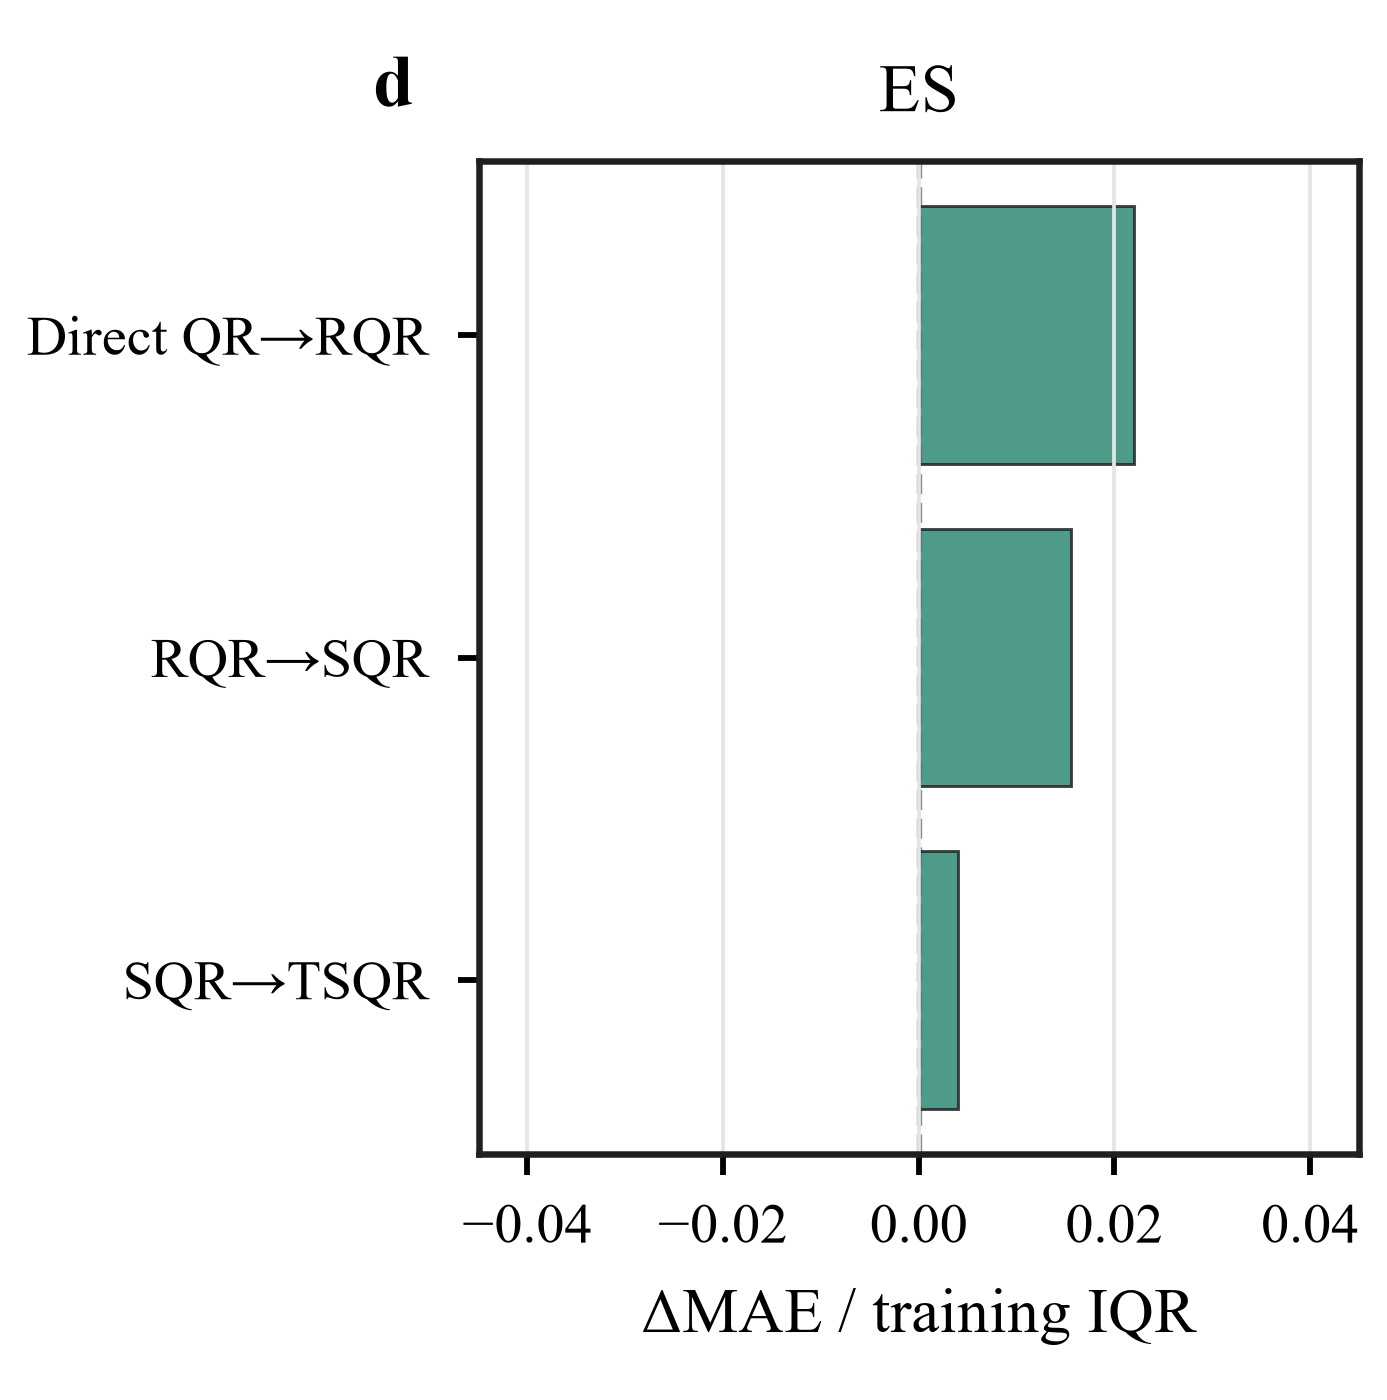 d
ES
Direct QR→RQR
RQR→SQR
SQR→TSQR
−0.04 −0.02 0.00 0.02 0.04
ΔMAE / training IQR